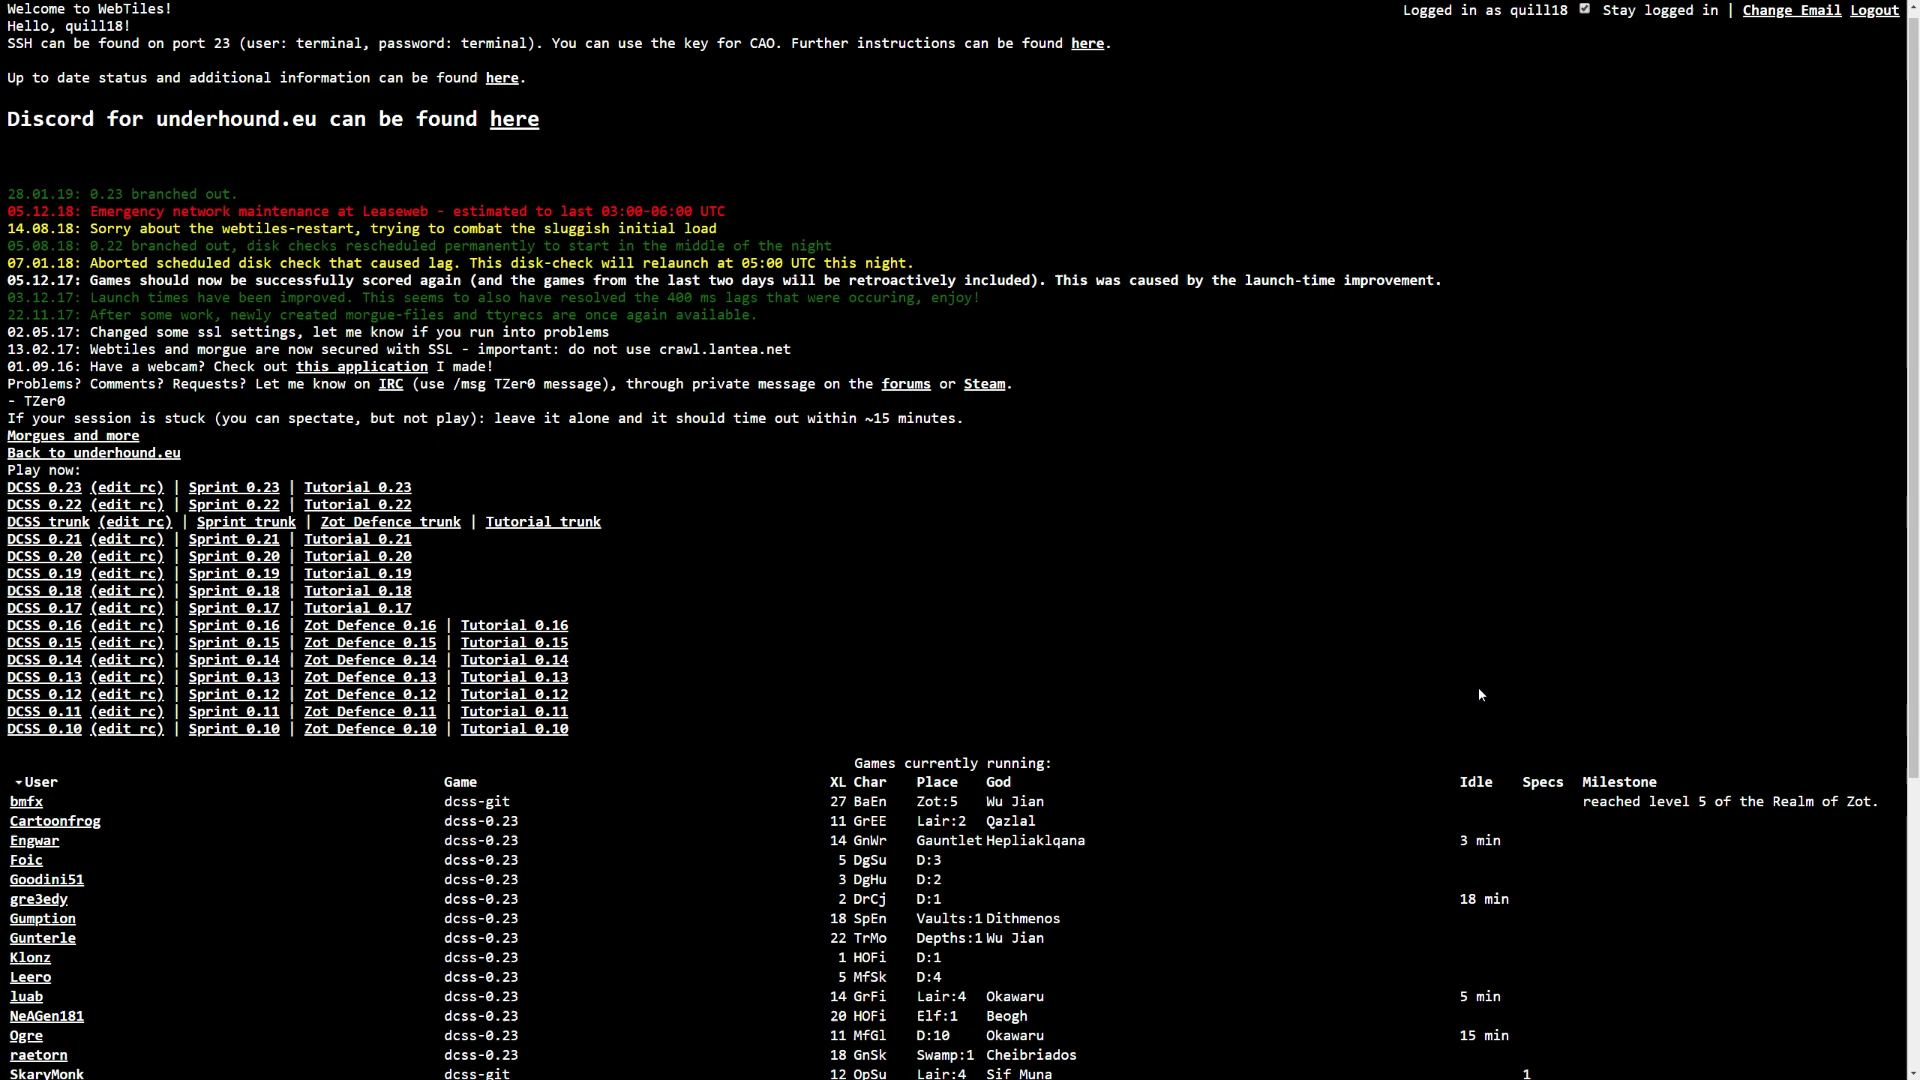 Welcome to WebTiles!
Logged in as quill18 Stay logged in | Change Email Logout
Hello, quill18!
SSH can be found on port 23 (user: terminal, password: terminal). You can use the key for CAO. Further instructions can be found here.
Up to date status and additional information can be found here.
Discord for underhound.eu can be found here
28.01.19: 0.23 branched out.
05.12.18: Emergency network maintenance at Leaseweb - estimated to last 03:00-06:00 UTC
14.08.18: Sorry about the webtiles-restart, trying to combat the sluggish initial load
05.08.18: 0.22 branched out, disk checks rescheduled permanently to start in the middle of the night
07.01.18: Aborted scheduled disk check that caused lag. This disk-check will relaunch at 05:00 UTC this night.
05.12.17: Games should now be successfully scored again (and the games from the last two days will be retroactively included). This was caused by the launch-time improvement.
03.12.17: Launch times have been improved. This seems to also have resolved the 400 ms lags that were occuring, enjoy!
22.11.17: After some work, newly created morgue-files and ttyrecs are once again available.
02.05.17: Changed some ssl settings, let me know if you run into problems
13.02.17: Webtiles and morgue are now secured with SSL - important: do not use crawl.lantea.net
01.09.16: Have a webcam? Check out this application I made!
Problems? Comments? Requests? Let me know on IRC (use /msg TZer0 message), through private message on the forums or Steam.
- TZer0
If your session is stuck (you can spectate, but not play): leave it alone and it should time out within ~15 minutes.
Morgues and more
Back to underhound.eu
Play now:
DCSS 0.23 (edit rc) | Sprint 0.23 | Tutorial 0.23
DCSS 0.22 (edit rc) | Sprint 0.22 | Tutorial 0.22
DCSS trunk (edit rc) | Sprint trunk | Zot Defence trunk | Tutorial trunk
DCSS 0.21 (edit rc) | Sprint 0.21 | Tutorial 0.21
DCSS 0.20 (edit rc) | Sprint 0.20 | Tutorial 0.20
DCSS 0.19 (edit rc) | Sprint 0.19 | Tutorial 0.19
DCSS 0.18 (edit rc) | Sprint 0.18 | Tutorial 0.18
DCSS 0.17 (edit rc) | Sprint 0.17 | Tutorial 0.17
DCSS 0.16 (edit rc) | Sprint 0.16 | Zot Defence 0.16 | Tutorial 0.16
DCSS 0.15 (edit rc) | Sprint 0.15 | Zot Defence 0.15 | Tutorial 0.15
DCSS 0.14 (edit rc) | Sprint 0.14 | Zot Defence 0.14 | Tutorial 0.14
DCSS 0.13 (edit rc) | Sprint 0.13 | Zot Defence 0.13 | Tutorial 0.13
DCSS 0.12 (edit rc) | Sprint 0.12 | Zot Defence 0.12 | Tutorial 0.12
DCSS 0.11 (edit rc) | Sprint 0.11 | Zot Defence 0.11 | Tutorial 0.11
DCSS 0.10 (edit rc) | Sprint 0.10 | Zot Defence 0.10 | Tutorial 0.10
Games currently running:
User Game XL Char Place God Idle Specs Milestone
bmfx dcss-git 27 BaEn Zot:5 Wu Jian reached level 5 of the Realm of Zot.
Cartoonfrog dcss-0.23 11 GrEE Lair:2 Qazlal
Engwar dcss-0.23 14 GnWr Gauntlet Hepliaklqana 3 min
Foic dcss-0.23 5 DgSu D:3
Goodini51 dcss-0.23 3 DgHu D:2
gre3edy dcss-0.23 2 DrCj D:1 18 min
Gumption dcss-0.23 18 SpEn Vaults:1 Dithmenos
Gunterle dcss-0.23 22 TrMo Depths:1 Wu Jian
Klonz dcss-0.23 1 HOFi D:1
Leero dcss-0.23 5 MfSk D:4
luab dcss-0.23 14 GrFi Lair:4 Okawaru 5 min
NeAGen181 dcss-0.23 20 HOFi Elf:1 Beogh
Ogre dcss-0.23 11 MfGl D:10 Okawaru 15 min
raetorn dcss-0.23 18 GnSk Swamp:1 Cheibriados
SkaryMonk dcss-git 12 OpSu Lair:4 Sif Muna 1